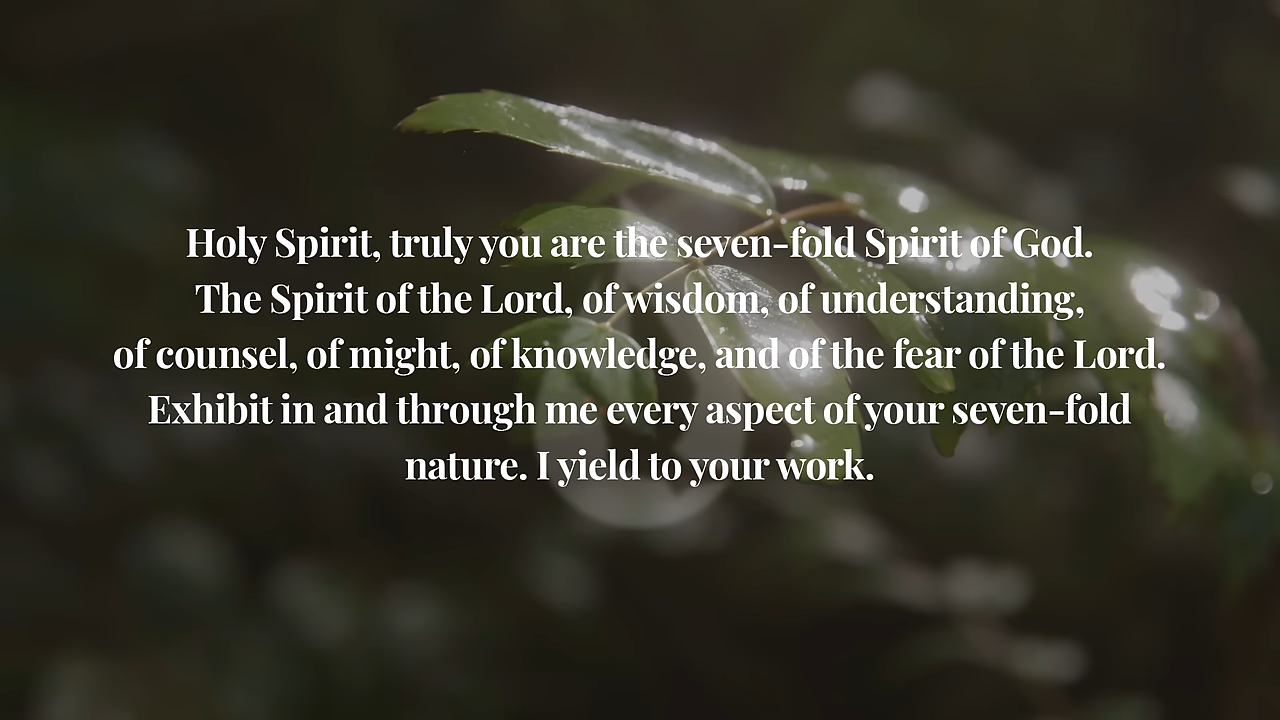 Holy Spirit, truly you are the seven-fold Spirit of God.
The Spirit of the Lord, of wisdom, of understanding,
of counsel, of might, of knowledge, and of the fear of the Lord.
Exhibit in and through me every aspect of your seven-fold
nature. I yield to your work.